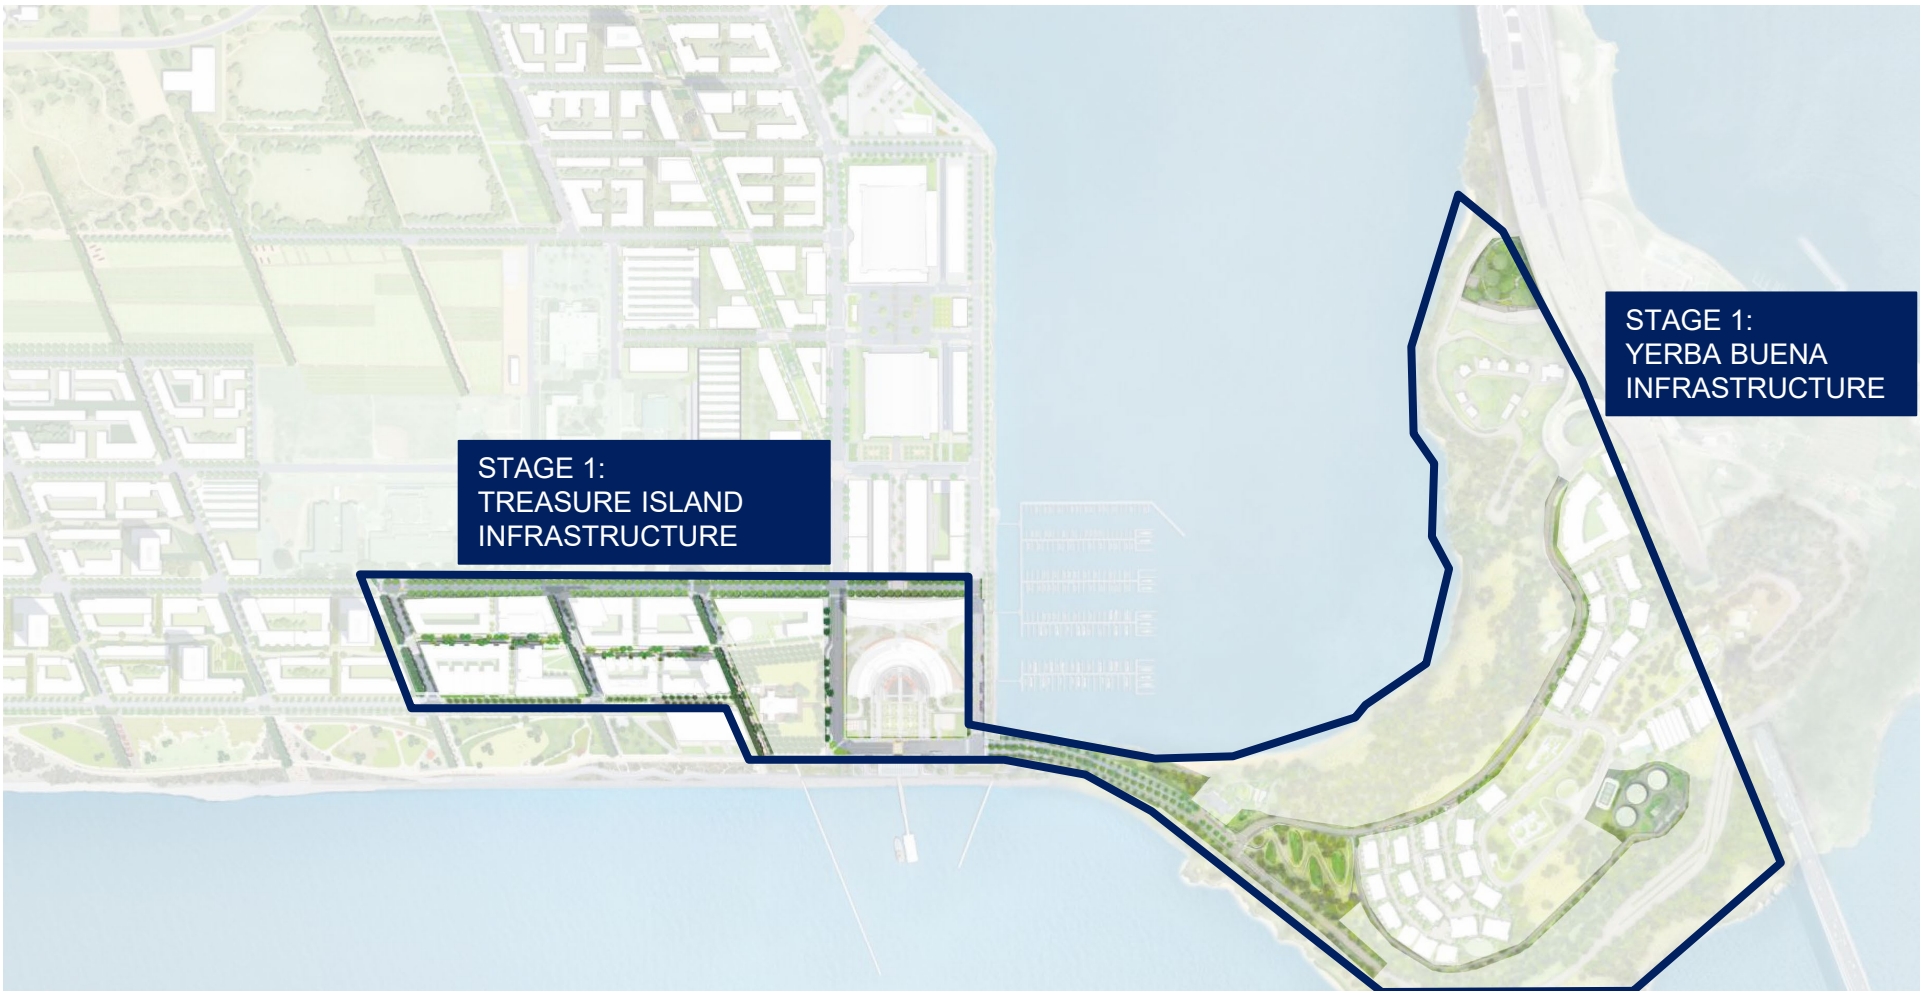 STAGE 1:
TREASURE ISLAND
INFRASTRUCTURE
STAGE 1:
YERBA BUENA
INFRASTRUCTURE